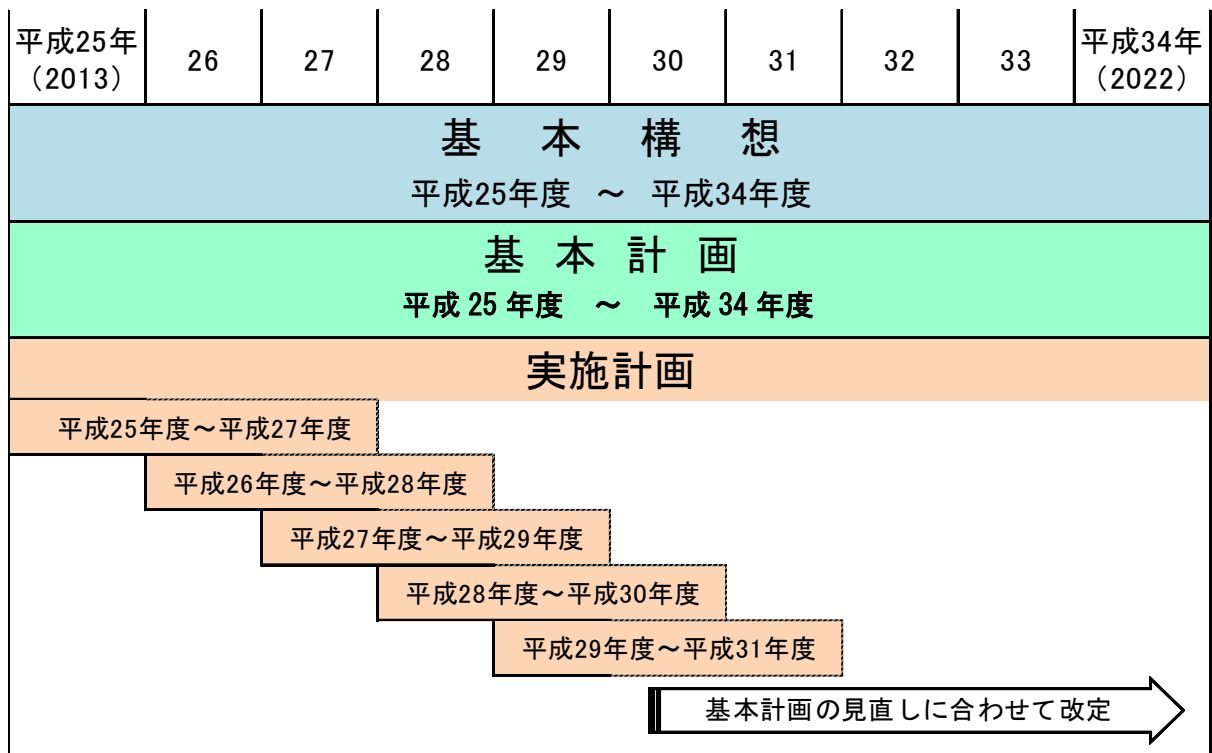 平成25年 26 27 28 29 30 31 32 33 平成34年
（2013） （2022）
基 本 構 想
平成25年度 ～ 平成34年度
基 本 計 画
平成 25 年度 ～ 平成 34 年度
実施計画
平成25年度～平成27年度
平成26年度～平成28年度
平成27年度～平成29年度
平成28年度～平成30年度
平成29年度～平成31年度
基本計画の見直しに合わせて改定